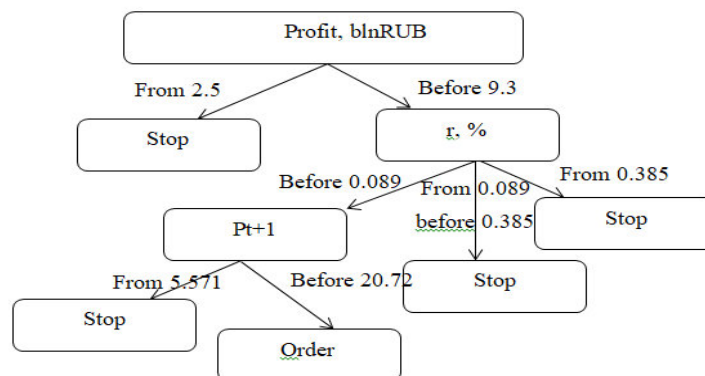 Profit, blnRUB
From 2.5
Before 9.3
Stop
r, %
Before 0.089
From 0.089
before 0.385
From 0.385
Pt+1
Stop
From 5.571
Before 20.72
Stop
Stop
Order